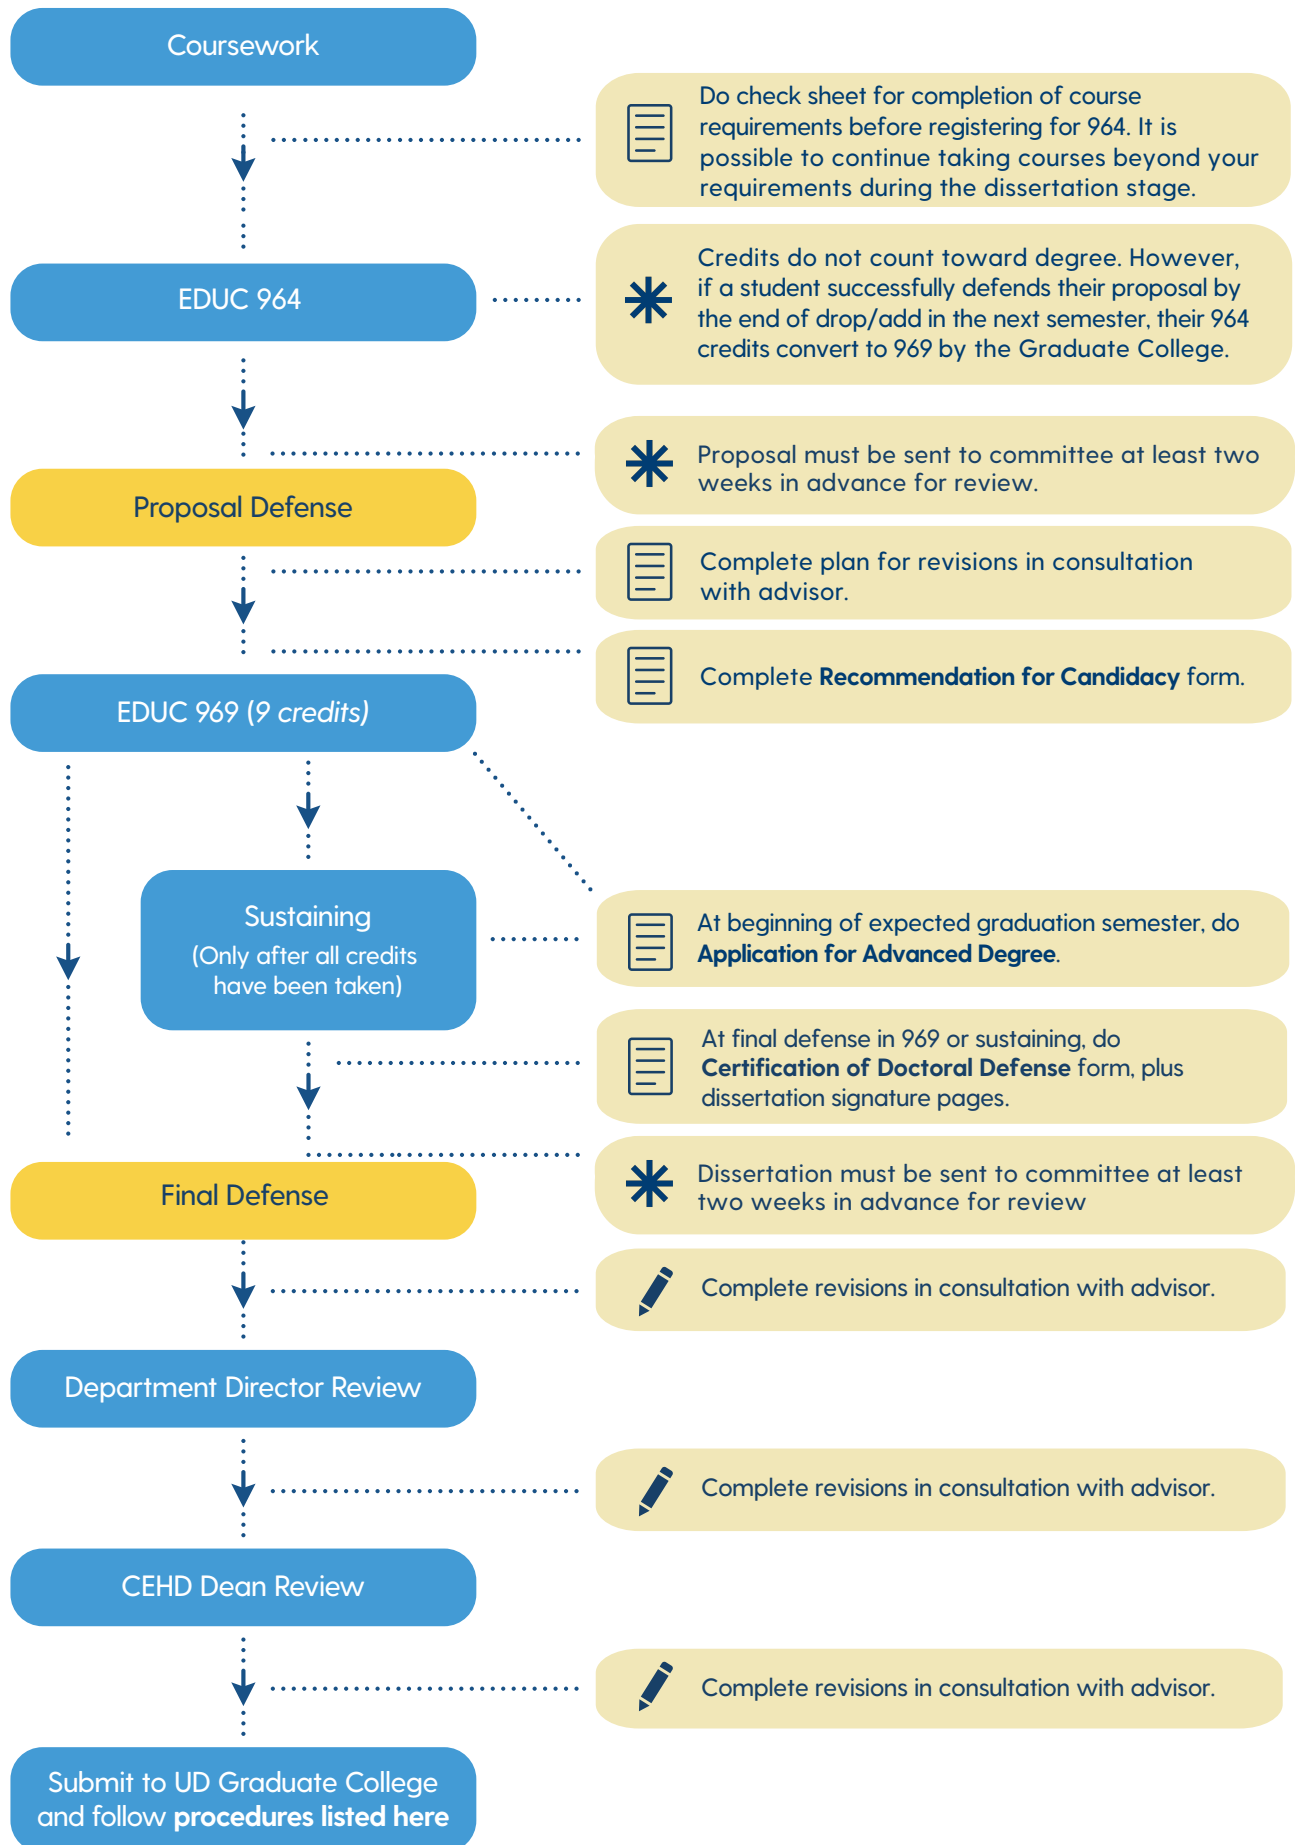 Coursework
Do check sheet for completion of course
requirements before registering for 964. It is
possible to continue taking courses beyond your
requirements during the dissertation stage.
EDUC 964
Credits do not count toward degree. However,
if a student successfully defends their proposal by
the end of drop/add in the next semester, their 964
credits convert to 969 by the Graduate College.
Proposal must be sent to committee at least two
weeks in advance for review.
Proposal Defense
Complete plan for revisions in consultation
with advisor.
Complete Recommendation for Candidacy form.
EDUC 969 (9 credits)
Sustaining
(Only after all credits
have been taken)
At beginning of expected graduation semester, do
Application for Advanced Degree.
At final defense in 969 or sustaining, do
Certification of Doctoral Defense form, plus
dissertation signature pages.
Dissertation must be sent to committee at least
two weeks in advance for review
Final Defense
Complete revisions in consultation with advisor.
Department Director Review
Complete revisions in consultation with advisor.
CEHD Dean Review
Complete revisions in consultation with advisor.
Submit to UD Graduate College
and follow procedures listed here